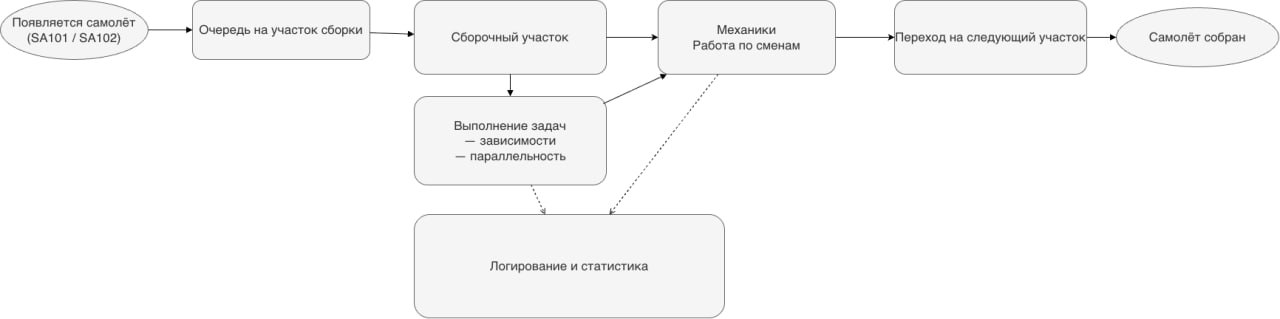 Появляется самолёт
(SA101 / SA102)
Очередь на участок сборки
Сборочный участок
Механики
Работа по сменам
Переход на следующий участок
Самолёт собран
Выполнение задач
— зависимости
— параллельность
Логирование и статистика